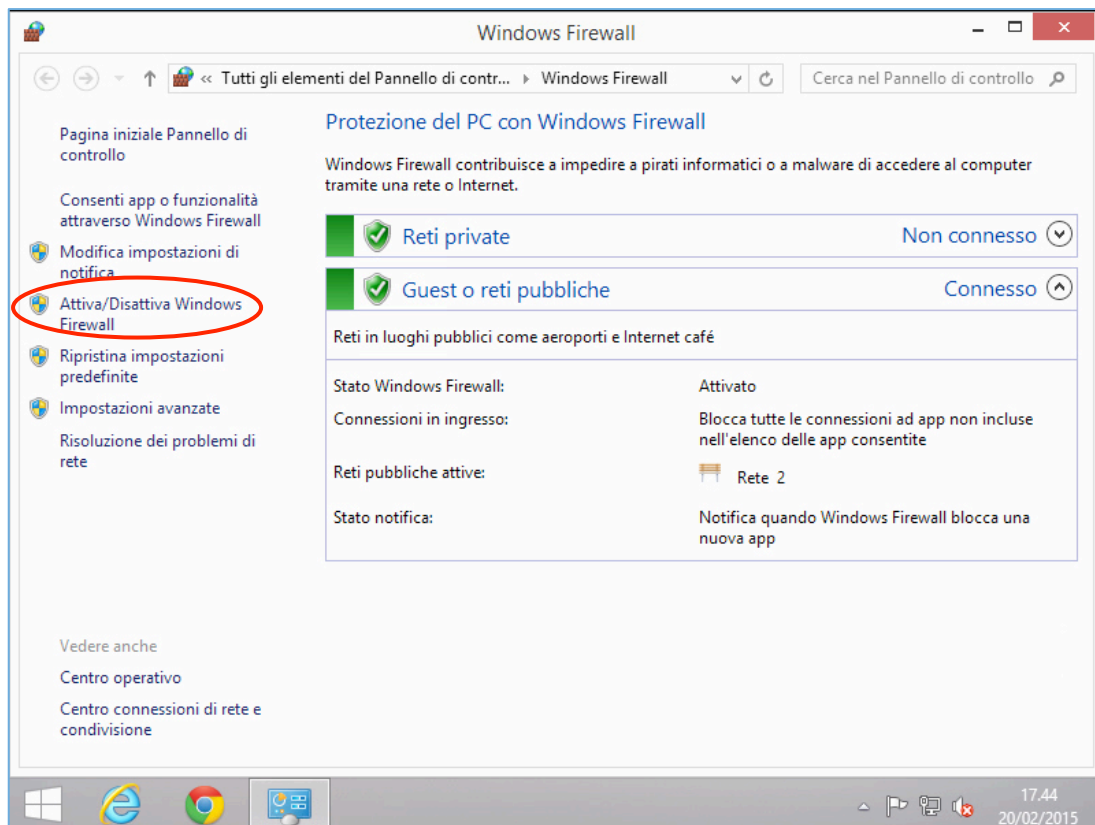 Windows Firewall
« Tutti gli elementi del Pannello di contr... Windows Firewall
Cerca nel Pannello di controllo
Pagina iniziale Pannello di
controllo
Consenti app o funzionalità
attraverso Windows Firewall
Modifica impostazioni di
notifica
Attiva/Disattiva Windows
Firewall
Ripristina impostazioni
predefinite
Impostazioni avanzate
Risoluzione dei problemi di
rete
Protezione del PC con Windows Firewall
Windows Firewall contribuisce a impedire a pirati informatici o a malware di accedere al computer
tramite una rete o Internet.
Reti private Non connesso
Guest o reti pubbliche Connesso
Reti in luoghi pubblici come aeroporti e Internet café
Stato Windows Firewall: Attivato
Connessioni in ingresso: Blocca tutte le connessioni ad app non incluse
nell'elenco delle app consentite
Reti pubbliche attive: Rete 2
Stato notifica: Notifica quando Windows Firewall blocca una
nuova app
Vedere anche
Centro operativo
Centro connessioni di rete e
condivisione
17.44
20/02/2015